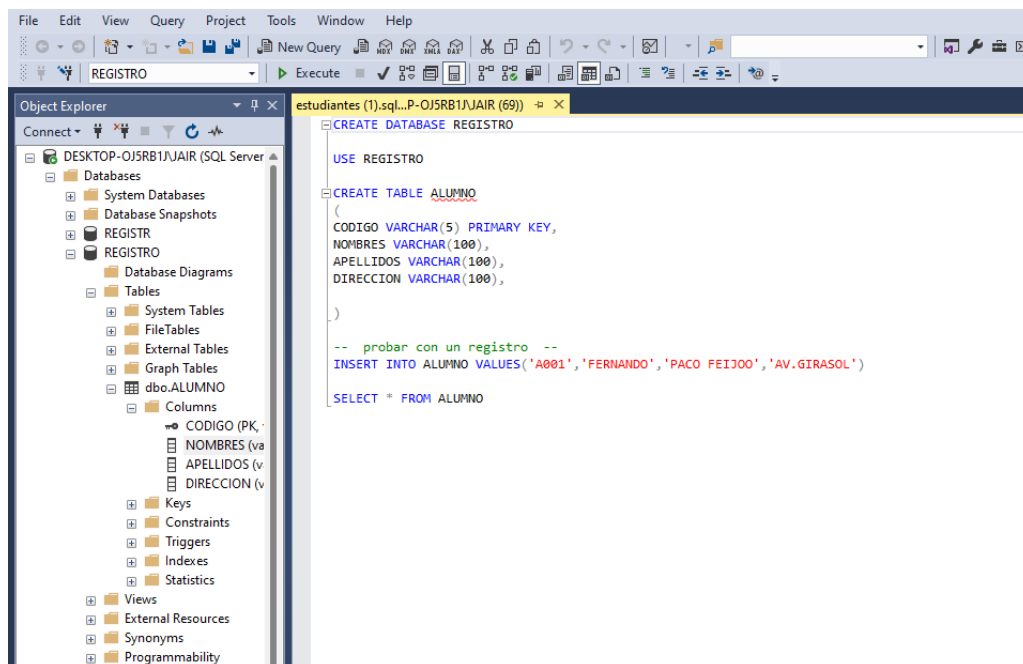 File Edit View Query Project Tools Window Help
New Query MDX DMX XMLA DAX
REGISTRO Execute
Object Explorer
estudiantes (1).sql...P-OJ5RB1J\JAIR (69))
Connect
DESKTOP-OJ5RB1J\JAIR (SQL Server
Databases
System Databases
Database Snapshots
REGISTR
REGISTRO
Database Diagrams
Tables
System Tables
FileTables
External Tables
Graph Tables
dbo.ALUMNO
Columns
CODIGO (PK,
NOMBRES (va
APELLIDOS (v
DIRECCION (v
Keys
Constraints
Triggers
Indexes
Statistics
Views
External Resources
Synonyms
Programmability
CREATE DATABASE REGISTRO
USE REGISTRO
CREATE TABLE ALUMNO
(
CODIGO VARCHAR(5) PRIMARY KEY,
NOMBRES VARCHAR(100),
APELLIDOS VARCHAR(100),
DIRECCION VARCHAR(100),
)
-- probar con un registro --
INSERT INTO ALUMNO VALUES('A001','FERNANDO','PACO FEIJOO','AV.GIRASOL')
SELECT * FROM ALUMNO